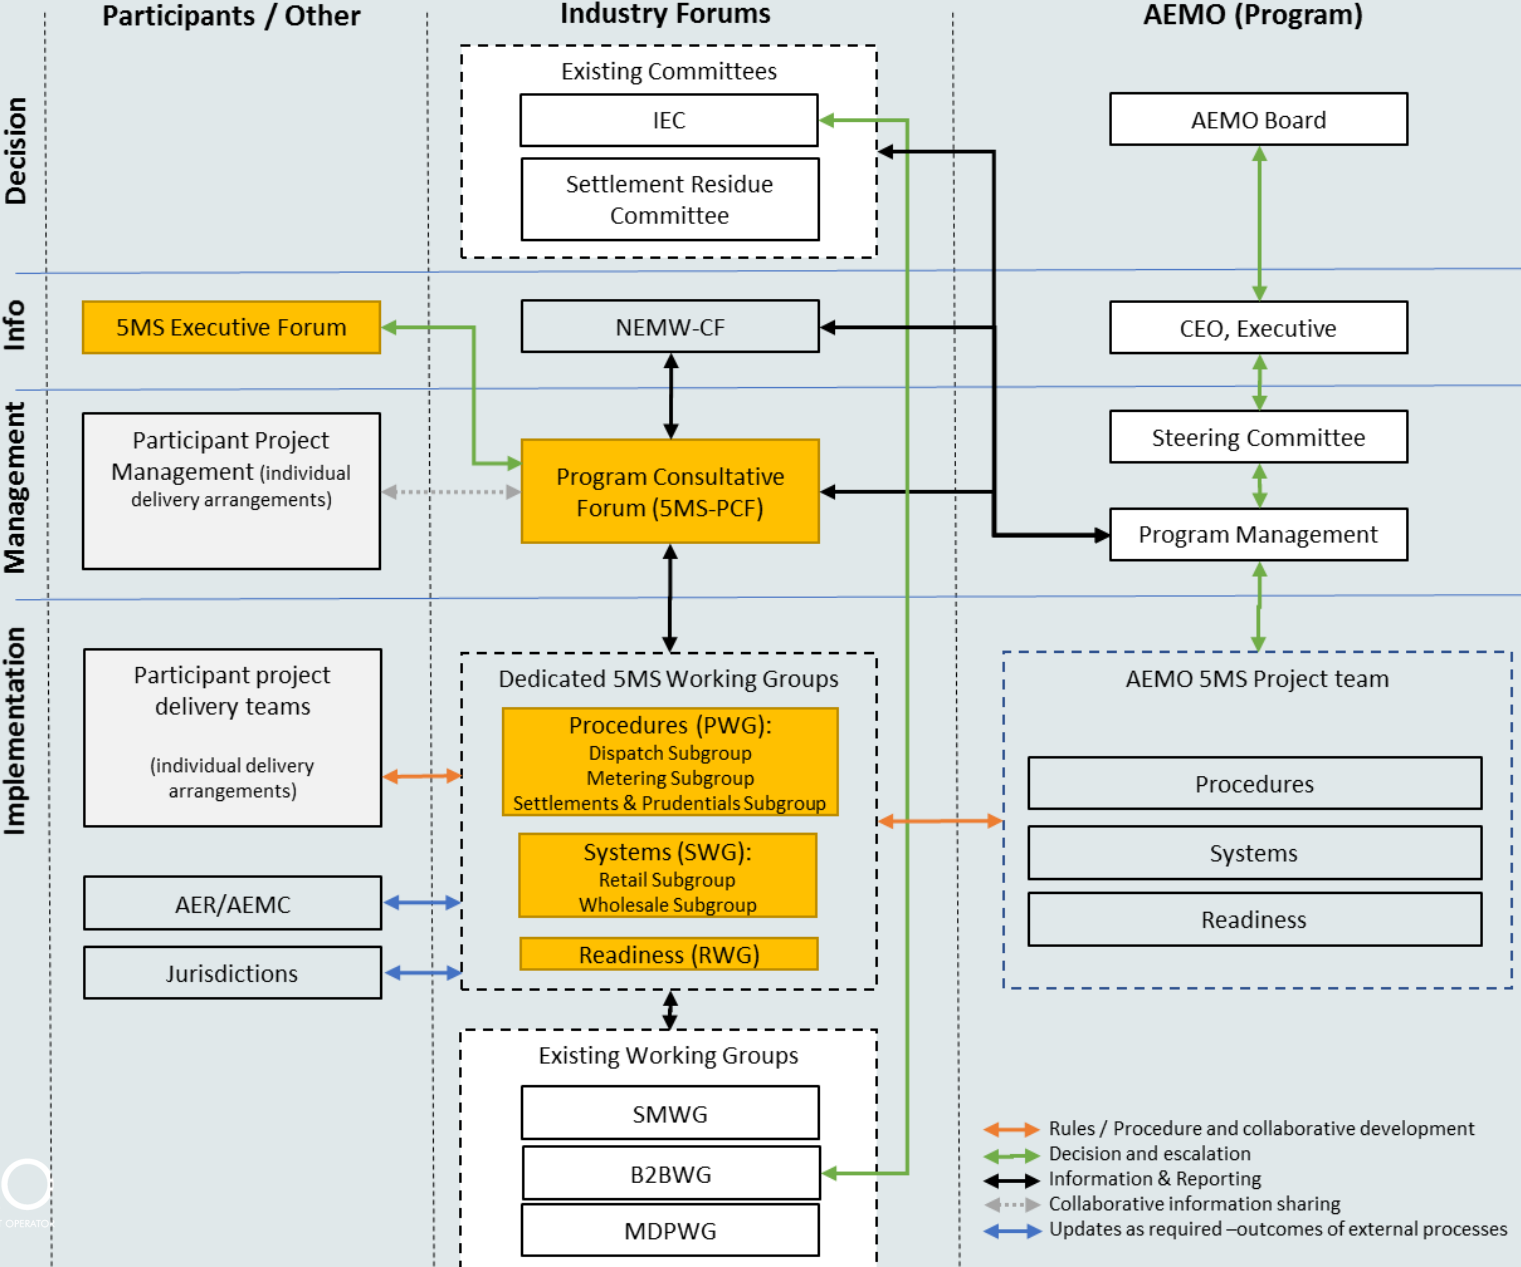 Participants / Other
Industry Forums
AEMO (Program)
Decision
Existing Committees
IEC
Settlement Residue
Committee
AEMO Board
Info
5MS Executive Forum
NEMW-CF
CEO, Executive
Management
Participant Project
Management (individual
delivery arrangements)
Program Consultative
Forum (5MS-PCF)
Steering Committee
Program Management
Implementation
Participant project
delivery teams
(individual delivery
arrangements)
AER/AEMC
Jurisdictions
Dedicated 5MS Working Groups
Procedures (PWG):
Dispatch Subgroup
Metering Subgroup
Settlements & Prudentials Subgroup
Systems (SWG):
Retail Subgroup
Wholesale Subgroup
Readiness (RWG)
Existing Working Groups
SMWG
B2BWG
MDPWG
AEMO 5MS Project team
Procedures
Systems
Readiness
Rules / Procedure and collaborative development
Decision and escalation
Information & Reporting
Collaborative information sharing
Updates as required –outcomes of external processes